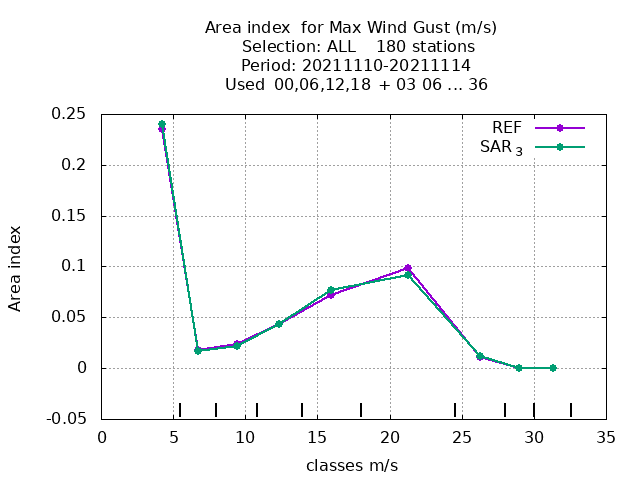 Area index for Max Wind Gust (m/s)
Selection: ALL 180 stations
Period: 20211110-20211114
Used 00,06,12,18 + 03 06 ... 36
REF
SAR 3
0.25
0.2
0.15
0.1
0.05
0
-0.05
Area index
0 5 10 15 20 25 30 35
classes m/s